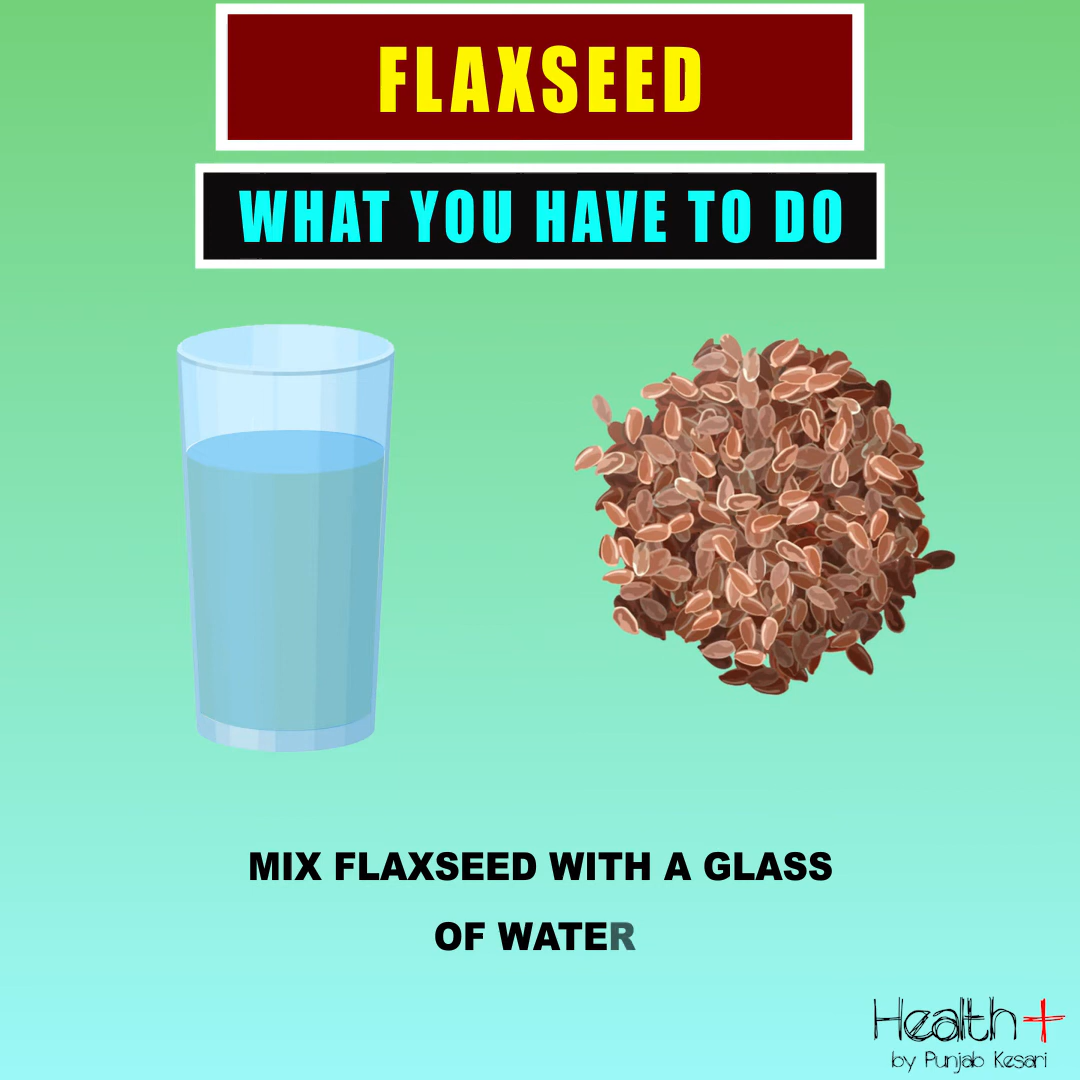 FLAXSEED
WHAT YOU HAVE TO DO
MIX FLAXSEED WITH A GLASS
OF WATER
Health+
by Punjab Kesari